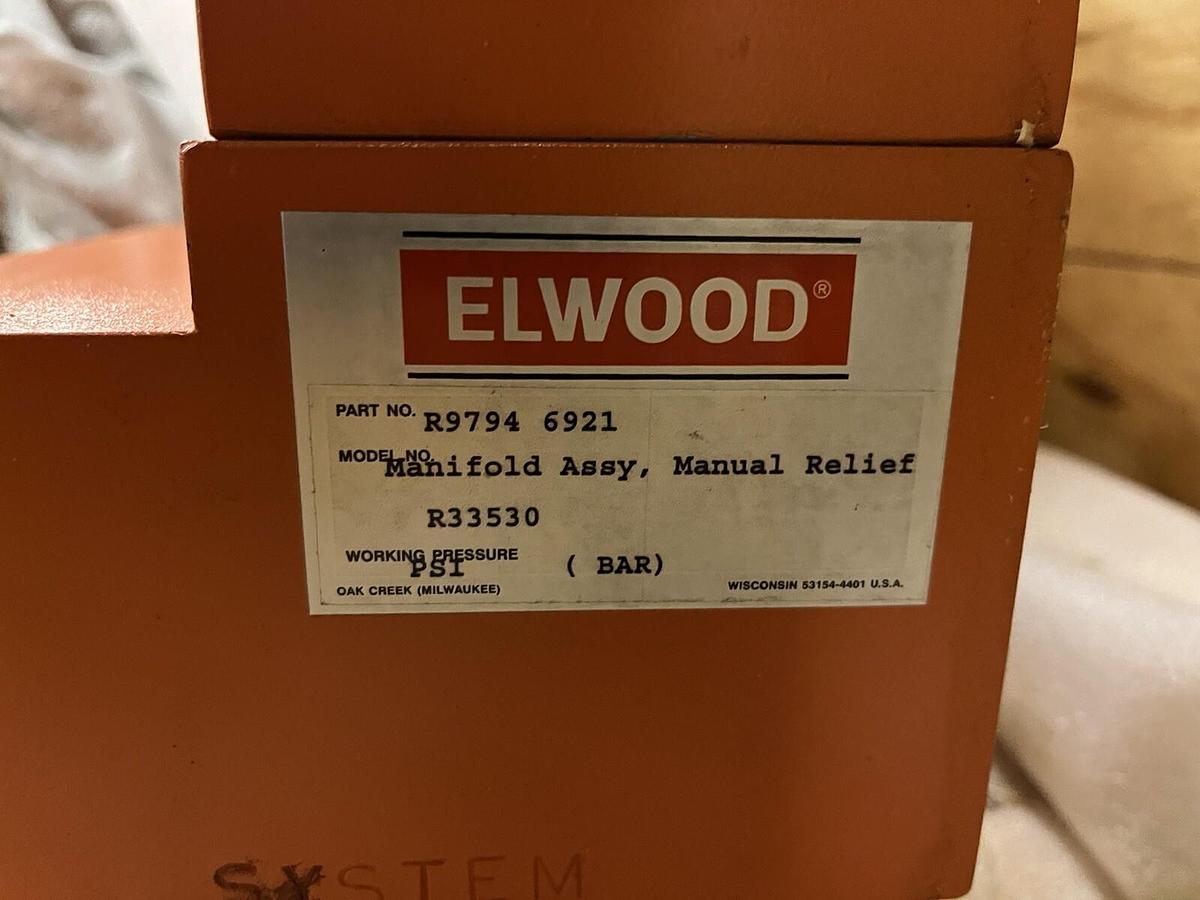 ELWOOD®
PART NO. R9794 6921
MODEL NO. Manifold Assy, Manual Relief
R33530
WORKING PRESSURE
PSI ( BAR)
OAK CREEK (MILWAUKEE) WISCONSIN 53154-4401 U.S.A.
SYSTEM